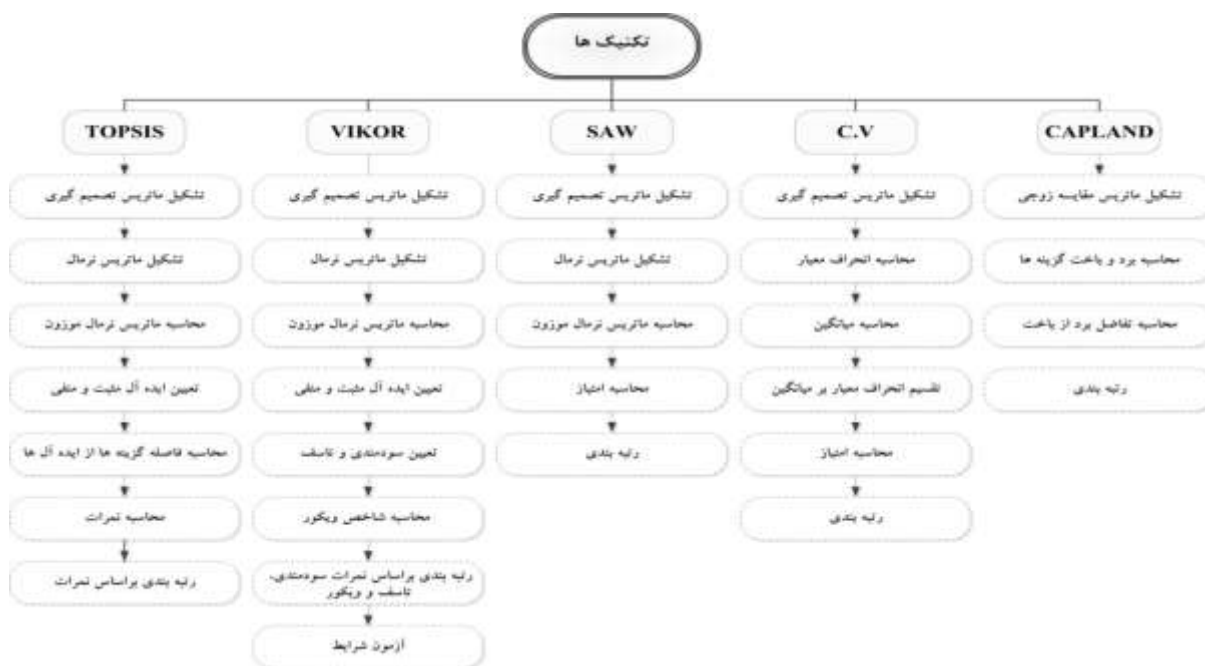 تکنیک ها
TOPSIS
VIKOR
SAW
C.V
CAPLAND
تشکیل ماتریس تصمیم گیری
تشکیل ماتریس نرمال
محاسبه ماتریس نرمال موزون
تعیین ایده آل مثبت و منفی
محاسبه فاصله گزینه ها از ایده آل ها
محاسبه نمرات
رتبه بندی براساس نمرات
تشکیل ماتریس تصمیم گیری
تشکیل ماتریس نرمال
محاسبه ماتریس نرمال موزون
تعیین ایده آل مثبت و منفی
تعیین سودمندی و تاسف
محاسبه شاخص ویکور
رتبه بندی براساس نمرات سودمندی،
تاسف و ویکور
آزمون شرایط
تشکیل ماتریس تصمیم گیری
تشکیل ماتریس نرمال
محاسبه ماتریس نرمال موزون
محاسبه امتیاز
رتبه بندی
تشکیل ماتریس تصمیم گیری
محاسبه انحراف معیار
محاسبه میانگین
تقسیم انحراف معیار بر میانگین
محاسبه امتیاز
رتبه بندی
تشکیل ماتریس مقایسه زوجی
محاسبه برد و باخت گزینه ها
محاسبه تفاضل برد از باخت
رتبه بندی